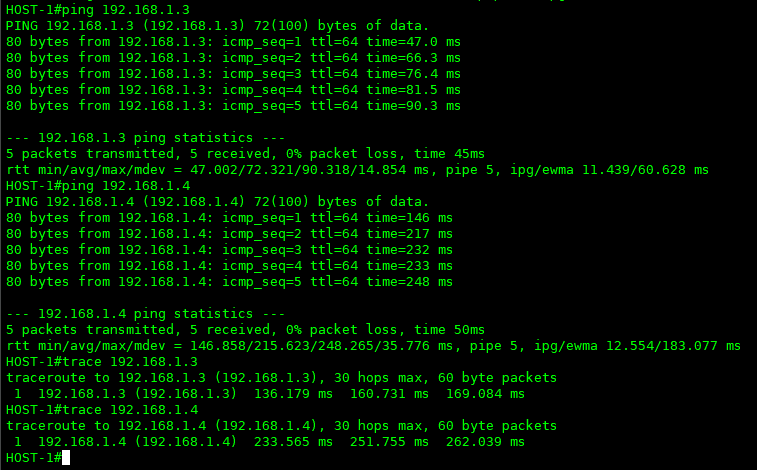 HOST-1#ping 192.168.1.3
PING 192.168.1.3 (192.168.1.3) 72(100) bytes of data.
80 bytes from 192.168.1.3: icmp_seq=1 ttl=64 time=47.0 ms
80 bytes from 192.168.1.3: icmp_seq=2 ttl=64 time=66.3 ms
80 bytes from 192.168.1.3: icmp_seq=3 ttl=64 time=76.4 ms
80 bytes from 192.168.1.3: icmp_seq=4 ttl=64 time=81.5 ms
80 bytes from 192.168.1.3: icmp_seq=5 ttl=64 time=90.3 ms

--- 192.168.1.3 ping statistics ---
5 packets transmitted, 5 received, 0% packet loss, time 45ms
rtt min/avg/max/mdev = 47.002/72.321/90.318/14.854 ms, pipe 5, ipg/ewma 11.439/60.628 ms
HOST-1#ping 192.168.1.4
PING 192.168.1.4 (192.168.1.4) 72(100) bytes of data.
80 bytes from 192.168.1.4: icmp_seq=1 ttl=64 time=146 ms
80 bytes from 192.168.1.4: icmp_seq=2 ttl=64 time=217 ms
80 bytes from 192.168.1.4: icmp_seq=3 ttl=64 time=232 ms
80 bytes from 192.168.1.4: icmp_seq=4 ttl=64 time=233 ms
80 bytes from 192.168.1.4: icmp_seq=5 ttl=64 time=248 ms

--- 192.168.1.4 ping statistics ---
5 packets transmitted, 5 received, 0% packet loss, time 50ms
rtt min/avg/max/mdev = 146.858/215.623/248.265/35.776 ms, pipe 5, ipg/ewma 12.554/183.077 ms
HOST-1#trace 192.168.1.3
traceroute to 192.168.1.3 (192.168.1.3), 30 hops max, 60 byte packets
 1  192.168.1.3 (192.168.1.3)  136.179 ms  160.731 ms  169.084 ms
HOST-1#trace 192.168.1.4
traceroute to 192.168.1.4 (192.168.1.4), 30 hops max, 60 byte packets
 1  192.168.1.4 (192.168.1.4)  233.565 ms  251.755 ms  262.039 ms
HOST-1#